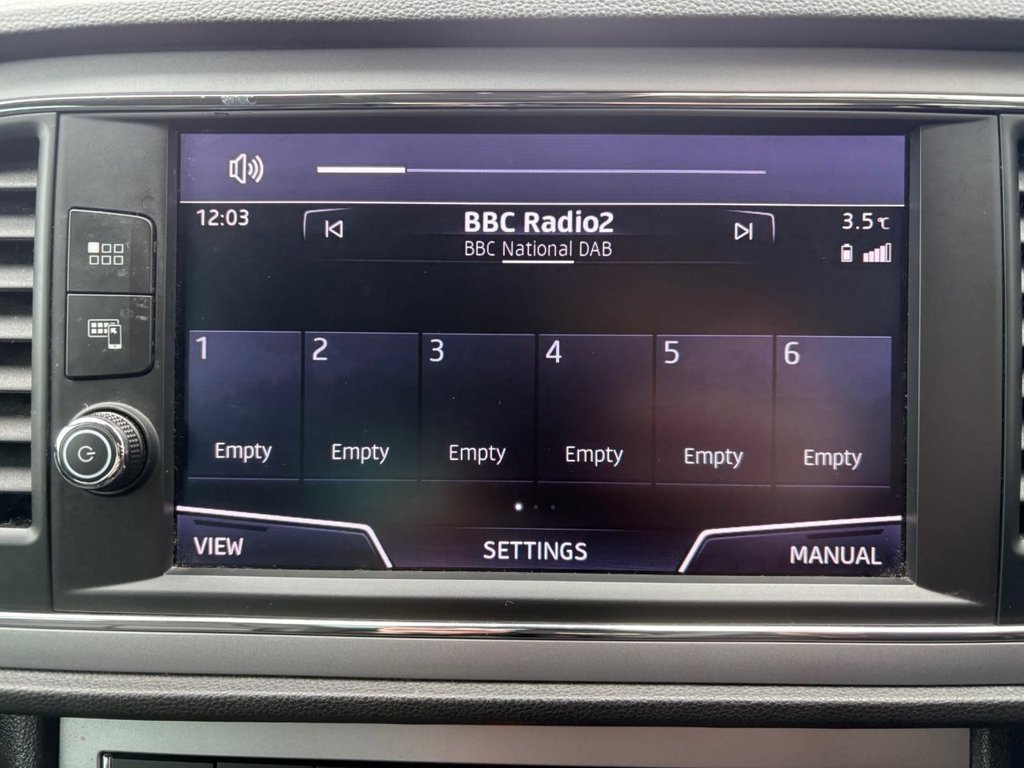 12:03
BBC Radio2
BBC National DAB
3.5°C
1
2
3
4
5
6
Empty
Empty
Empty
Empty
Empty
Empty
VIEW
SETTINGS
MANUAL